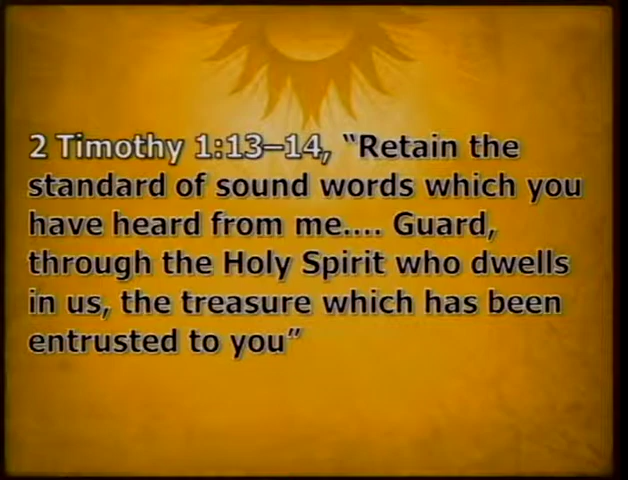 2 Timothy 1:13–14, “Retain the
standard of sound words which you
have heard from me.... Guard,
through the Holy Spirit who dwells
in us, the treasure which has been
entrusted to you”